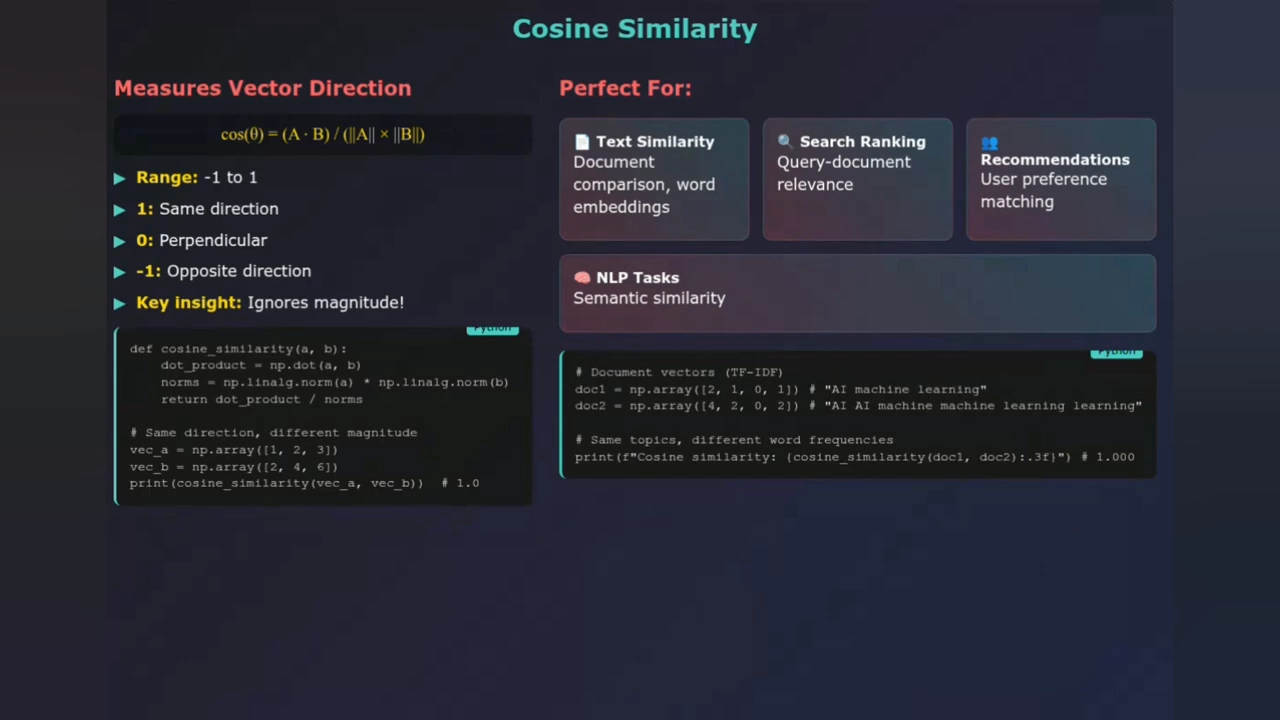 Cosine Similarity
Measures Vector Direction
cos(θ) = (A · B) / (||A|| × ||B||)
▶ Range: -1 to 1
▶ 1: Same direction
▶ 0: Perpendicular
▶ -1: Opposite direction
▶ Key insight: Ignores magnitude!
Python
def cosine_similarity(a, b):
    dot_product = np.dot(a, b)
    norms = np.linalg.norm(a) * np.linalg.norm(b)
    return dot_product / norms
# Same direction, different magnitude
vec_a = np.array([1, 2, 3])
vec_b = np.array([2, 4, 6])
print(cosine_similarity(vec_a, vec_b))  # 1.0
Perfect For:
📄 Text Similarity
Document
comparison, word
embeddings
🔍 Search Ranking
Query-document
relevance
👥
Recommendations
User preference
matching
🧠 NLP Tasks
Semantic similarity
Python
# Document vectors (TF-IDF)
doc1 = np.array([2, 1, 0, 1]) # "AI machine learning"
doc2 = np.array([4, 2, 0, 2]) # "AI AI machine machine learning learning"
# Same topics, different word frequencies
print(f"Cosine similarity: {cosine_similarity(doc1, doc2):.3f}") # 1.000